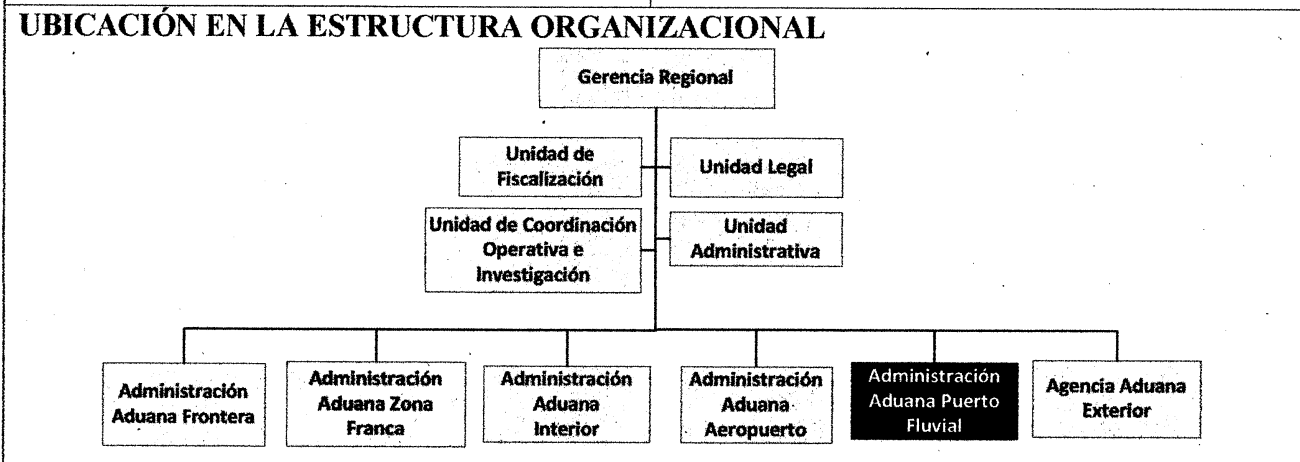 UBICACIÓN EN LA ESTRUCTURA ORGANIZACIONAL
Gerencia Regional
Unidad de
Fiscalización
Unidad Legal
Unidad de Coordinación
Operativa e
Investigación
Unidad
Administrativa
Administración
Aduana Frontera
Administración
Aduana Zona
Franca
Administración
Aduana
Interior
Administración
Aduana
Aeropuerto
Administración
Aduana Puerto
Fluvial
Agencia Aduana
Exterior